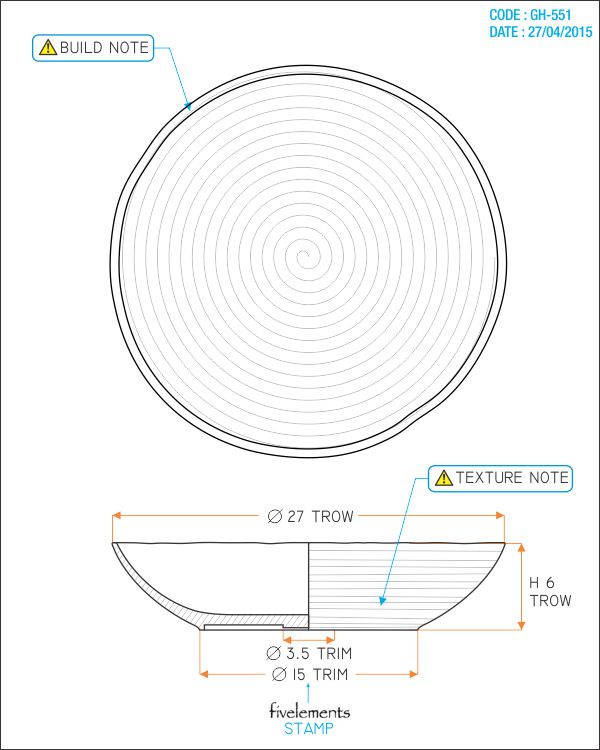 CODE : GH-551
DATE : 27/04/2015
BUILD NOTE
TEXTURE NOTE
∅ 27 TROW
H 6
TROW
∅ 3.5 TRIM
∅ 15 TRIM
fivelements
STAMP